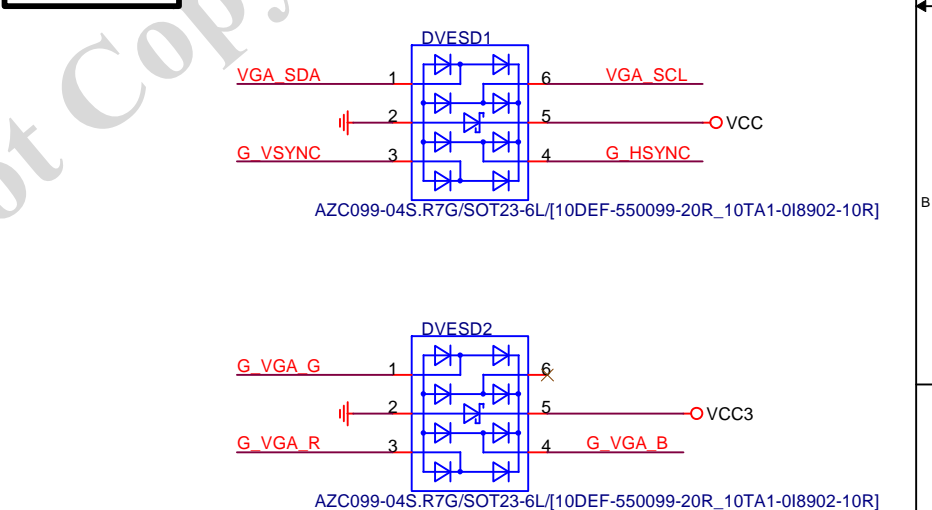 ot Copy
DVESD1
VGA_SDA 1 6 VGA_SCL
2 5 VCC
G_VSYNC 3 4 G_HSYNC
AZC099-04S.R7G/SOT23-6L/[10DEF-550099-20R_10TA1-0I8902-10R]
B
DVESD2
G_VGA_G 1 6
2 5 VCC3
G_VGA_R 3 4 G_VGA_B
AZC099-04S.R7G/SOT23-6L/[10DEF-550099-20R_10TA1-0I8902-10R]